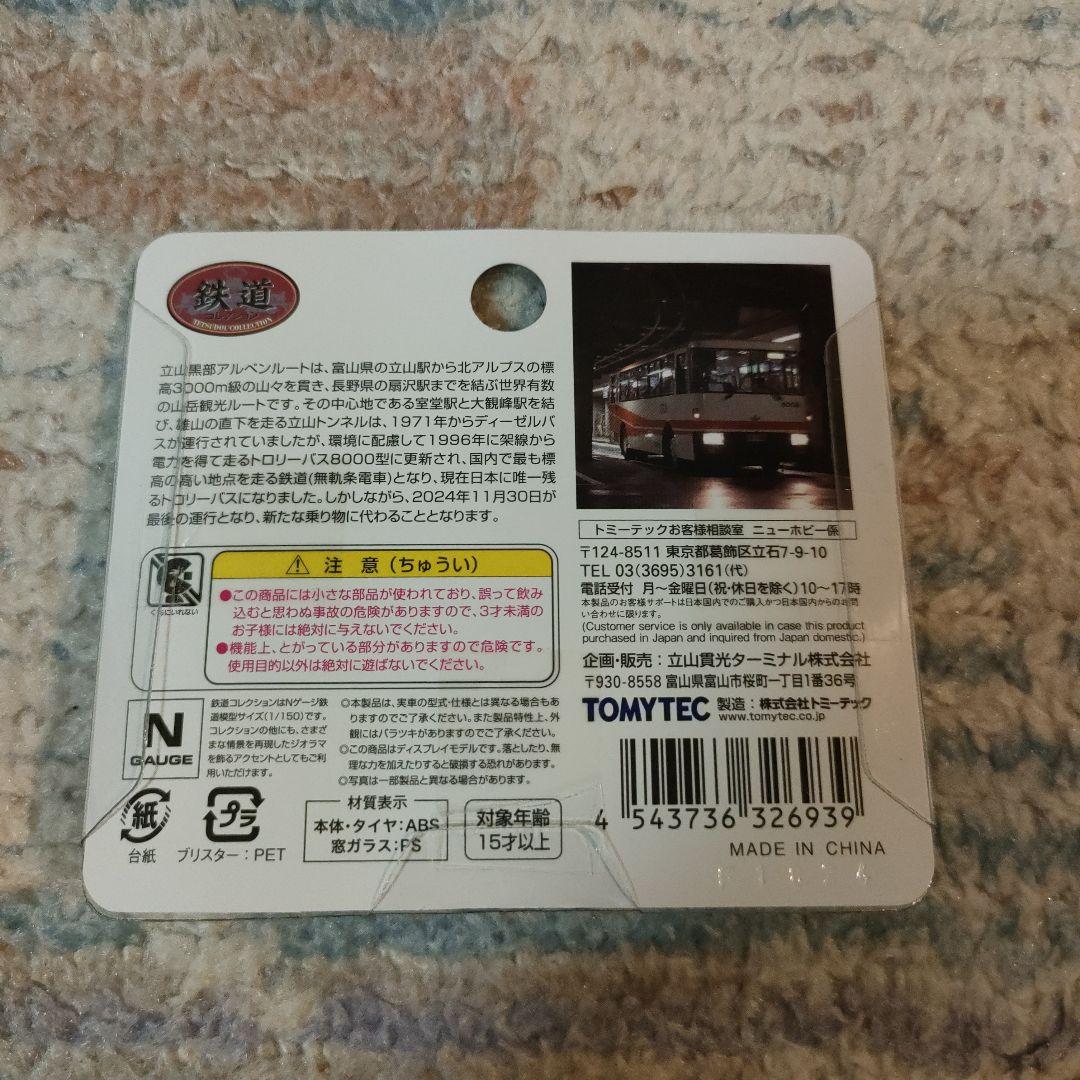 鉄道
コレクション
TETSUDOU COLLECTION
立山黒部アルペンルートは、富山県の立山駅から北アルプスの標
高3000m級の山々を貫き、長野県の扇沢駅までを結ぶ世界有数
の山岳観光ルートです。その中心地である室堂駅と大観峰駅を結
び、雄山の直下を走る立山トンネルは、1971年からディーゼルバ
スが運行されていましたが、環境に配慮して1996年に架線から
電力を得て走るトロリーバス8000型に更新され、国内で最も標
高の高い地点を走る鉄道(無軌条電車)となり、現在日本に唯一残
るトロリーバスになりました。しかしながら、2024年11月30日が
最後の運行となり、新たな乗り物に代わることとなります。
くちにいれない
注意(ちゅうい)
●この商品には小さな部品が使われており、誤って飲み
込むと思わぬ事故の危険がありますので、3才未満の
お子様には絶対に与えないでください。
●機能上、とがっている部分がありますので危険です。
使用目的以外は絶対に遊ばないでください。
N
GAUGE
鉄道コレクションはNゲージ鉄
道模型サイズ(1/150)です。
コレクションの他にも、さまざ
まな情景を再現したジオラマ
を飾るアクセントとしてもご利
用いただけます。
◎本製品は、実車の型式・仕様とは異なる場合もあ
りますのでご了承ください。また製品特性上、外
観にはバラツキがありますのでご了承ください。
◎この商品はディスプレイモデルです。落としたり、無
理な力を加えたりすると破損する恐れがあります。
◎写真は一部製品と異なる場合があります。
紙
台紙
プラ
ブリスター:PET
材質表示
本体・タイヤ:ABS
窓ガラス:PS
対象年齢
15才以上
トミーテックお客様相談室 ニューホビー係
〒124-8511 東京都葛飾区立石7-9-10
TEL 03(3695)3161(代)
電話受付 月~金曜日(祝・休日を除く)10~17時
本製品のお客様サポートは日本国内でのご購入かつ日本国内からのお問
い合わせに限ります。
(Customer service is only available in case this product
purchased in Japan and inquired from Japan domestic.)
企画・販売:立山貫光ターミナル株式会社
〒930-8558 富山県富山市桜町一丁目1番36号
TOMYTEC 製造:株式会社トミーテック
www.tomytec.co.jp
4 543736 326939
MADE IN CHINA